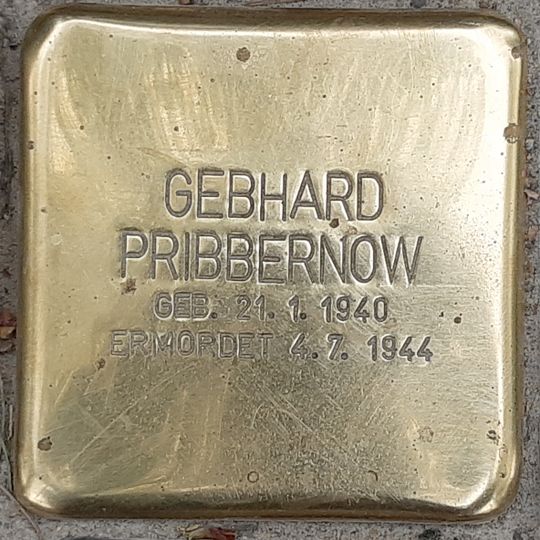 GEBHARD
PRIBBERNOW
GEB. 21. 1. 1940
ERMORDET 4. 7. 1944